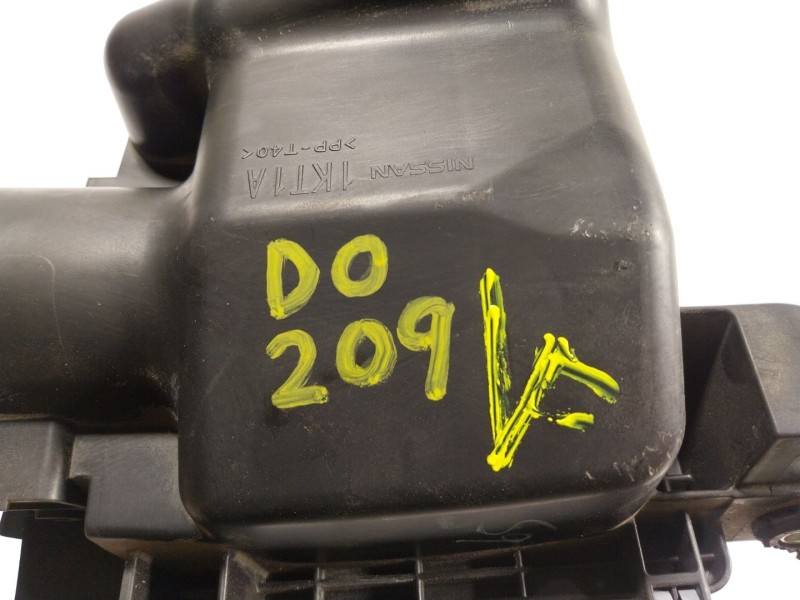 NISSAN 1KT1A
>PP-T40<
DO
209